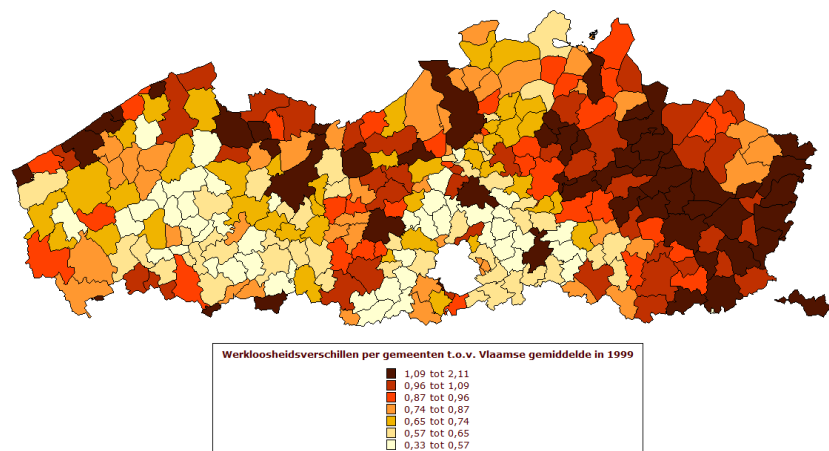 Werkloosheidsverschillen per gemeenten t.o.v. Vlaamse gemiddelde in 1999
1,09 tot 2,11
0,96 tot 1,09
0,87 tot 0,96
0,74 tot 0,87
0,65 tot 0,74
0,57 tot 0,65
0,33 tot 0,57